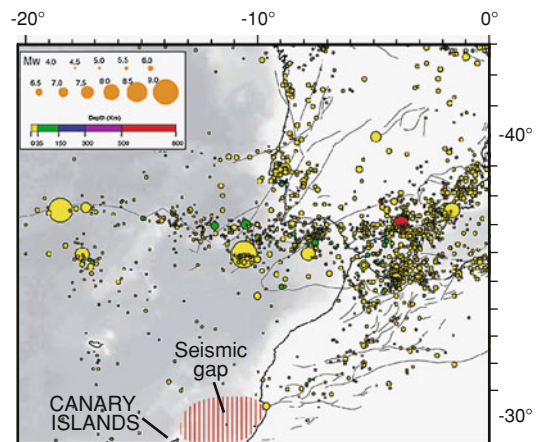 -20° -10° 0°
Mw 4.0 4.5 5.0 5.5 6.0
6.5 7.0 7.5 8.0 8.5 9.0
Depth (Km)
0 35 150 300 500 800
-40°
Seismic
gap
CANARY
ISLANDS
-30°